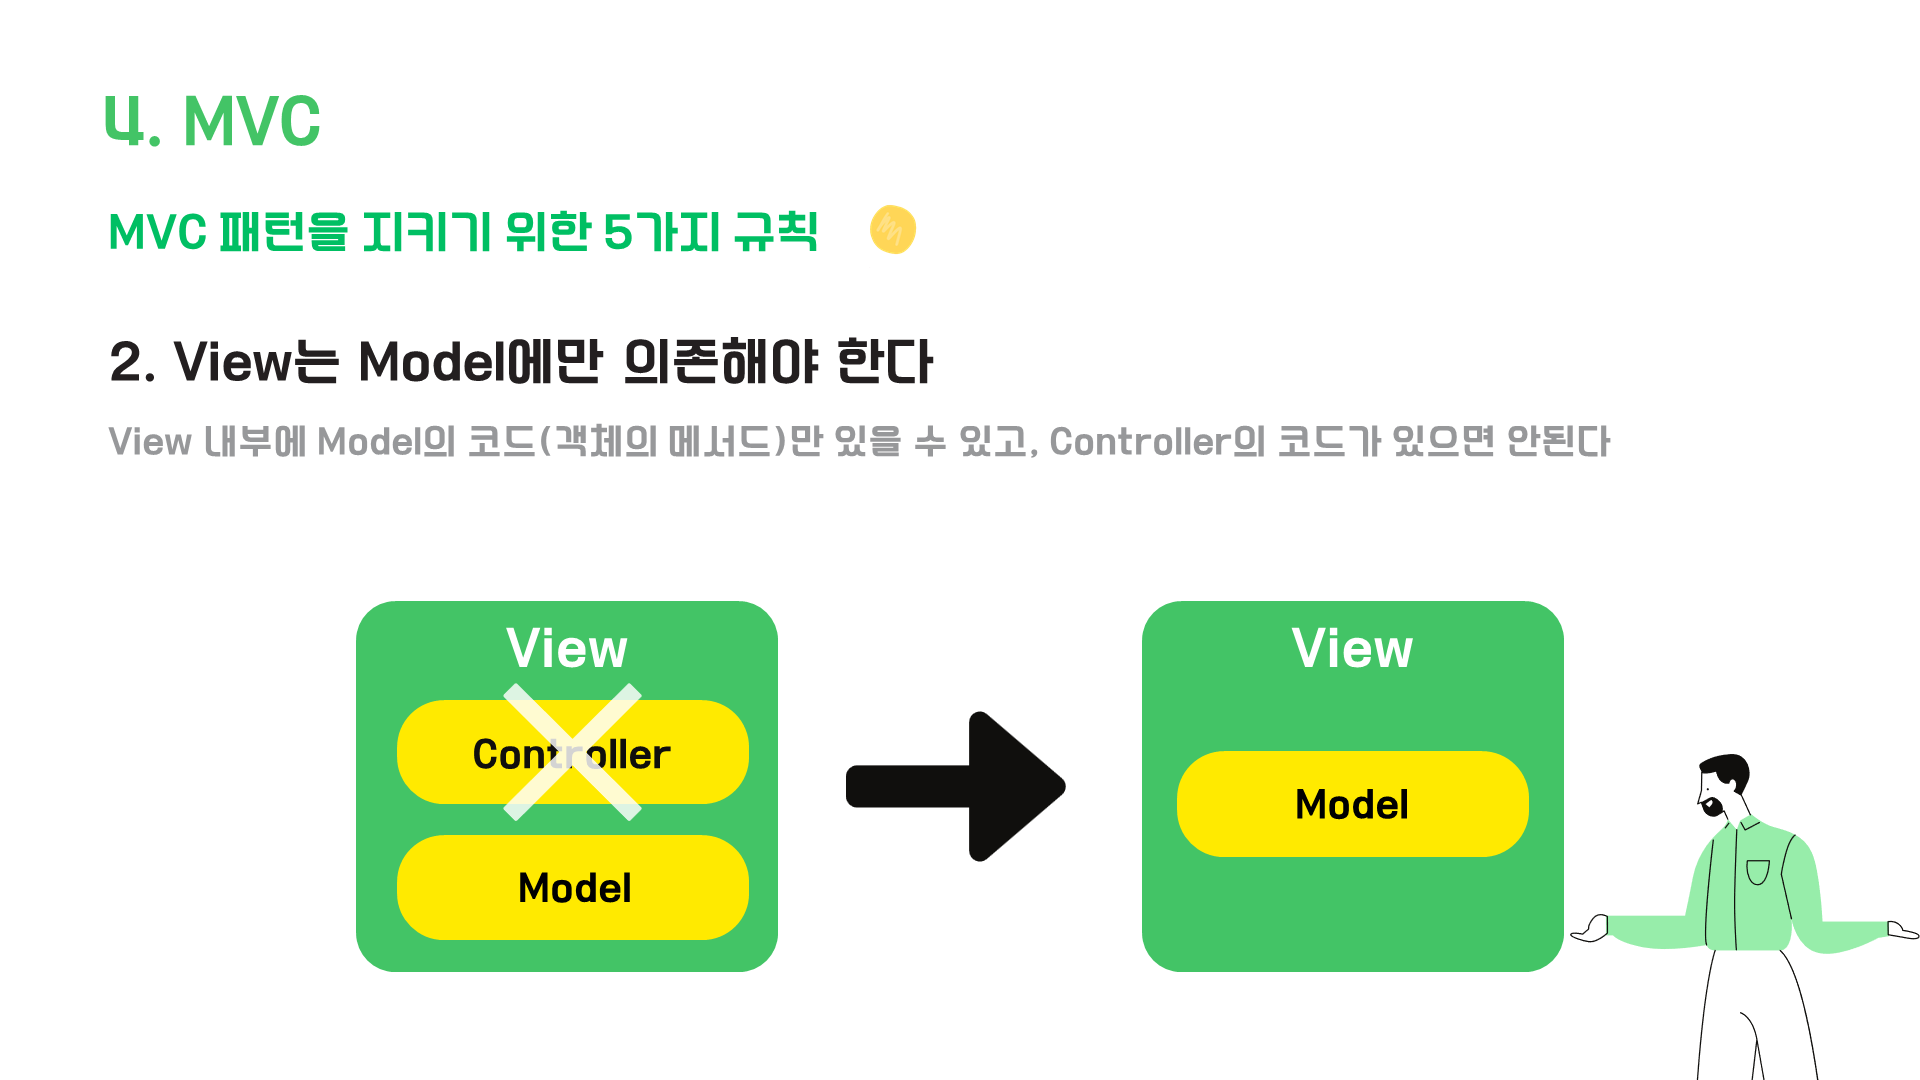 4. MVC
MVC 패턴을 지키기 위한 5가지 규칙
2. View는 Model에만 의존해야 한다
View 내부에 Model의 코드(객체의 메서드)만 있을 수 있고, Controller의 코드가 있으면 안된다
View
Controller
Model
View
Model